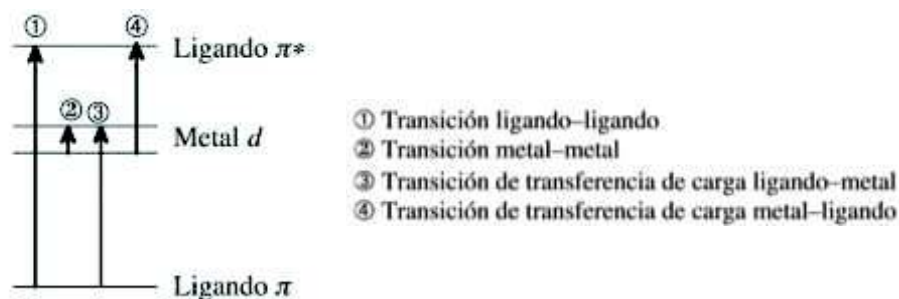 ① ④
Ligando π*
② ③
Metal d
Ligando π
① Transición ligando–ligando
② Transición metal–metal
③ Transición de transferencia de carga ligando–metal
④ Transición de transferencia de carga metal–ligando